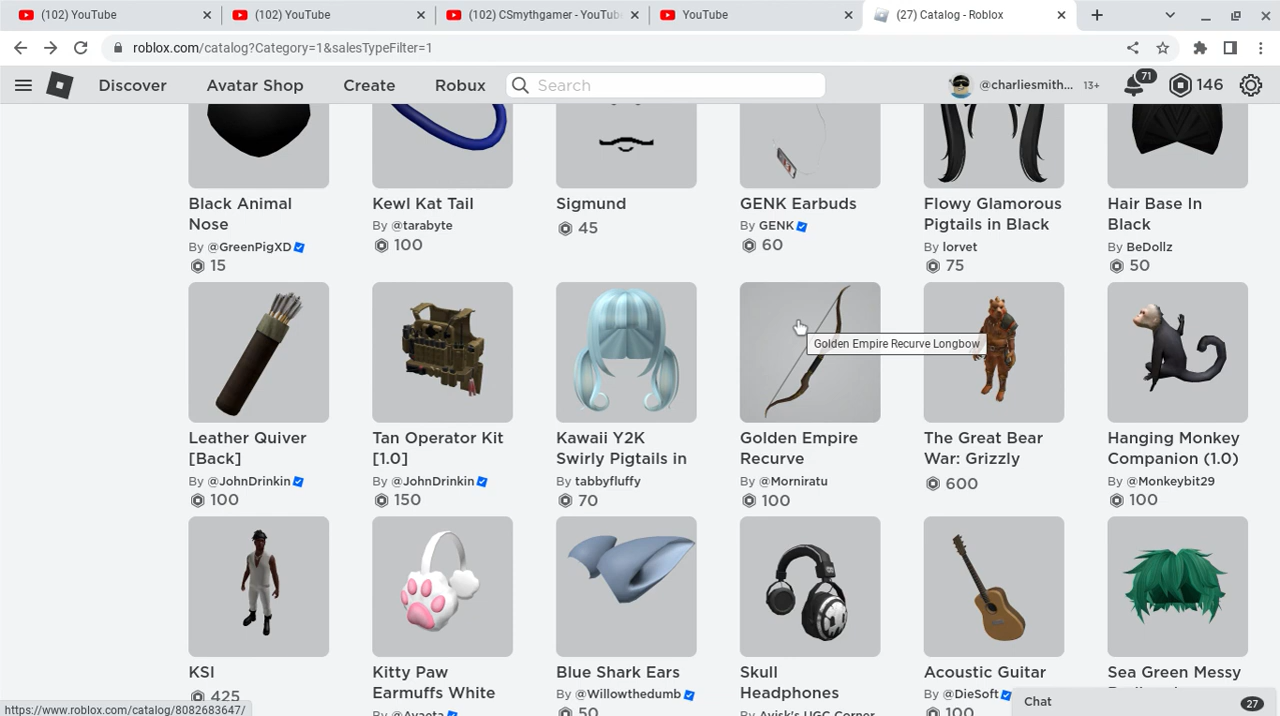 (102) YouTube
(102) YouTube
(102) CSmythgamer - YouTub
YouTube
(27) Catalog - Roblox
roblox.com/catalog?Category=1&salesTypeFilter=1
Discover
Avatar Shop
Create
Robux
Search
@charliesmith...
13+
71
146
Black Animal
Nose
By @GreenPigXD
15
Kewl Kat Tail
By @tarabyte
100
Sigmund
45
GENK Earbuds
By GENK
60
Flowy Glamorous
Pigtails in Black
By lorvet
75
Hair Base In
Black
By BeDollz
50
Golden Empire Recurve Longbow
Leather Quiver
[Back]
By @JohnDrinkin
100
Tan Operator Kit
[1.0]
By @JohnDrinkin
150
Kawaii Y2K
Swirly Pigtails in
By tabbyfluffy
70
Golden Empire
Recurve
By @Morniratu
100
The Great Bear
War: Grizzly
600
Hanging Monkey
Companion (1.0)
By @Monkeybit29
100
KSI
425
Kitty Paw
Earmuffs White
Blue Shark Ears
By @Willowthedumb
50
Skull
Headphones
By Avisk's UGC Corner
Acoustic Guitar
By @DieSoft
100
Sea Green Messy
Chat
27
https://www.roblox.com/catalog/8082683647/